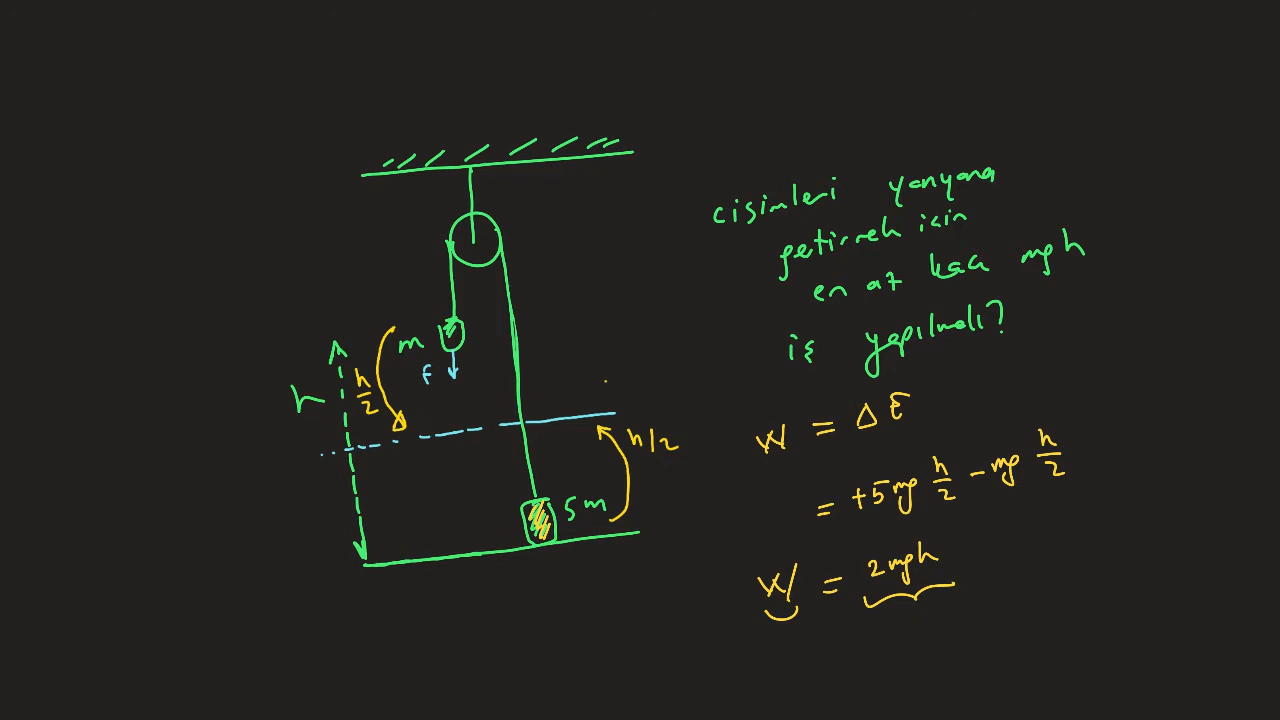 cisimleri yanyana
getirmek için
en az kaç mgh
iş yapılmalı?
m
F
h
h/2
h/2
5m
W = ΔE
= +5mg h/2 - mg h/2
W = 2mgh